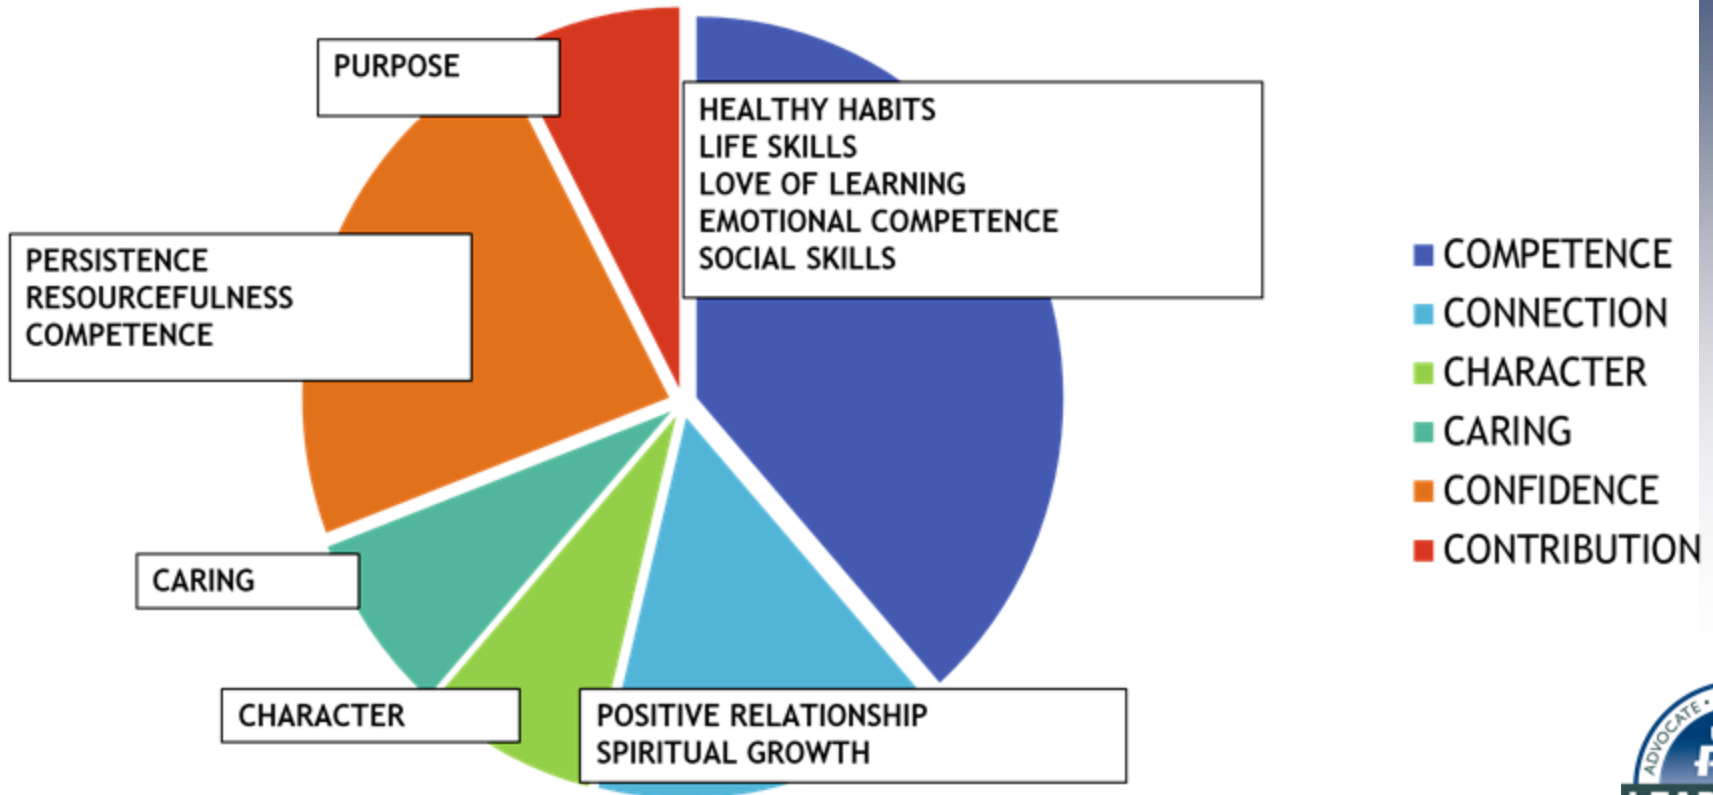 PURPOSE
HEALTHY HABITS
LIFE SKILLS
LOVE OF LEARNING
EMOTIONAL COMPETENCE
SOCIAL SKILLS
PERSISTENCE
RESOURCEFULNESS
COMPETENCE
CARING
CHARACTER
POSITIVE RELATIONSHIP
SPIRITUAL GROWTH
COMPETENCE
CONNECTION
CHARACTER
CARING
CONFIDENCE
CONTRIBUTION
ADVOCATE •